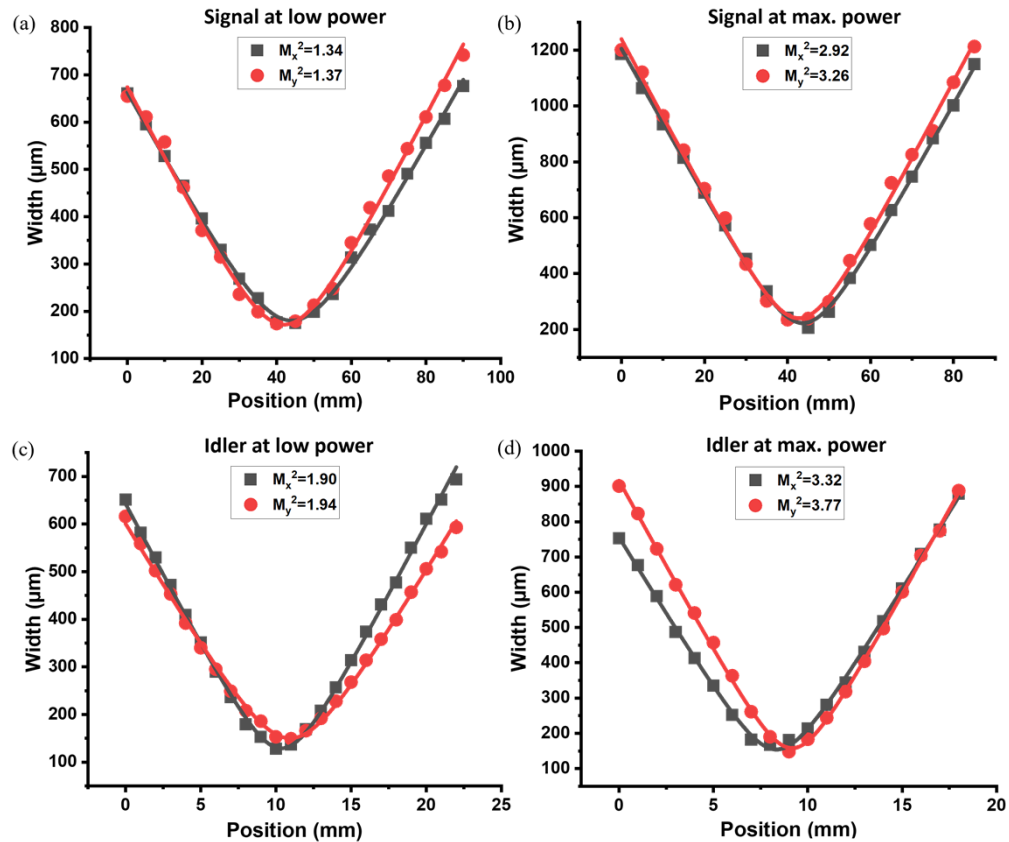 (a)
Signal at low power
Mₓ²=1.34
Mᵧ²=1.37
800
700
600
500
400
300
200
100
Width (μm)
0 20 40 60 80 100
Position (mm)
(b)
Signal at max. power
Mₓ²=2.92
Mᵧ²=3.26
1200
1000
800
600
400
200
Width (μm)
0 20 40 60 80
Position (mm)
(c)
Idler at low power
Mₓ²=1.90
Mᵧ²=1.94
700
600
500
400
300
200
100
Width (μm)
0 5 10 15 20 25
Position (mm)
(d)
Idler at max. power
Mₓ²=3.32
Mᵧ²=3.77
1000
900
800
700
600
500
400
300
200
100
Width (μm)
0 5 10 15 20
Position (mm)